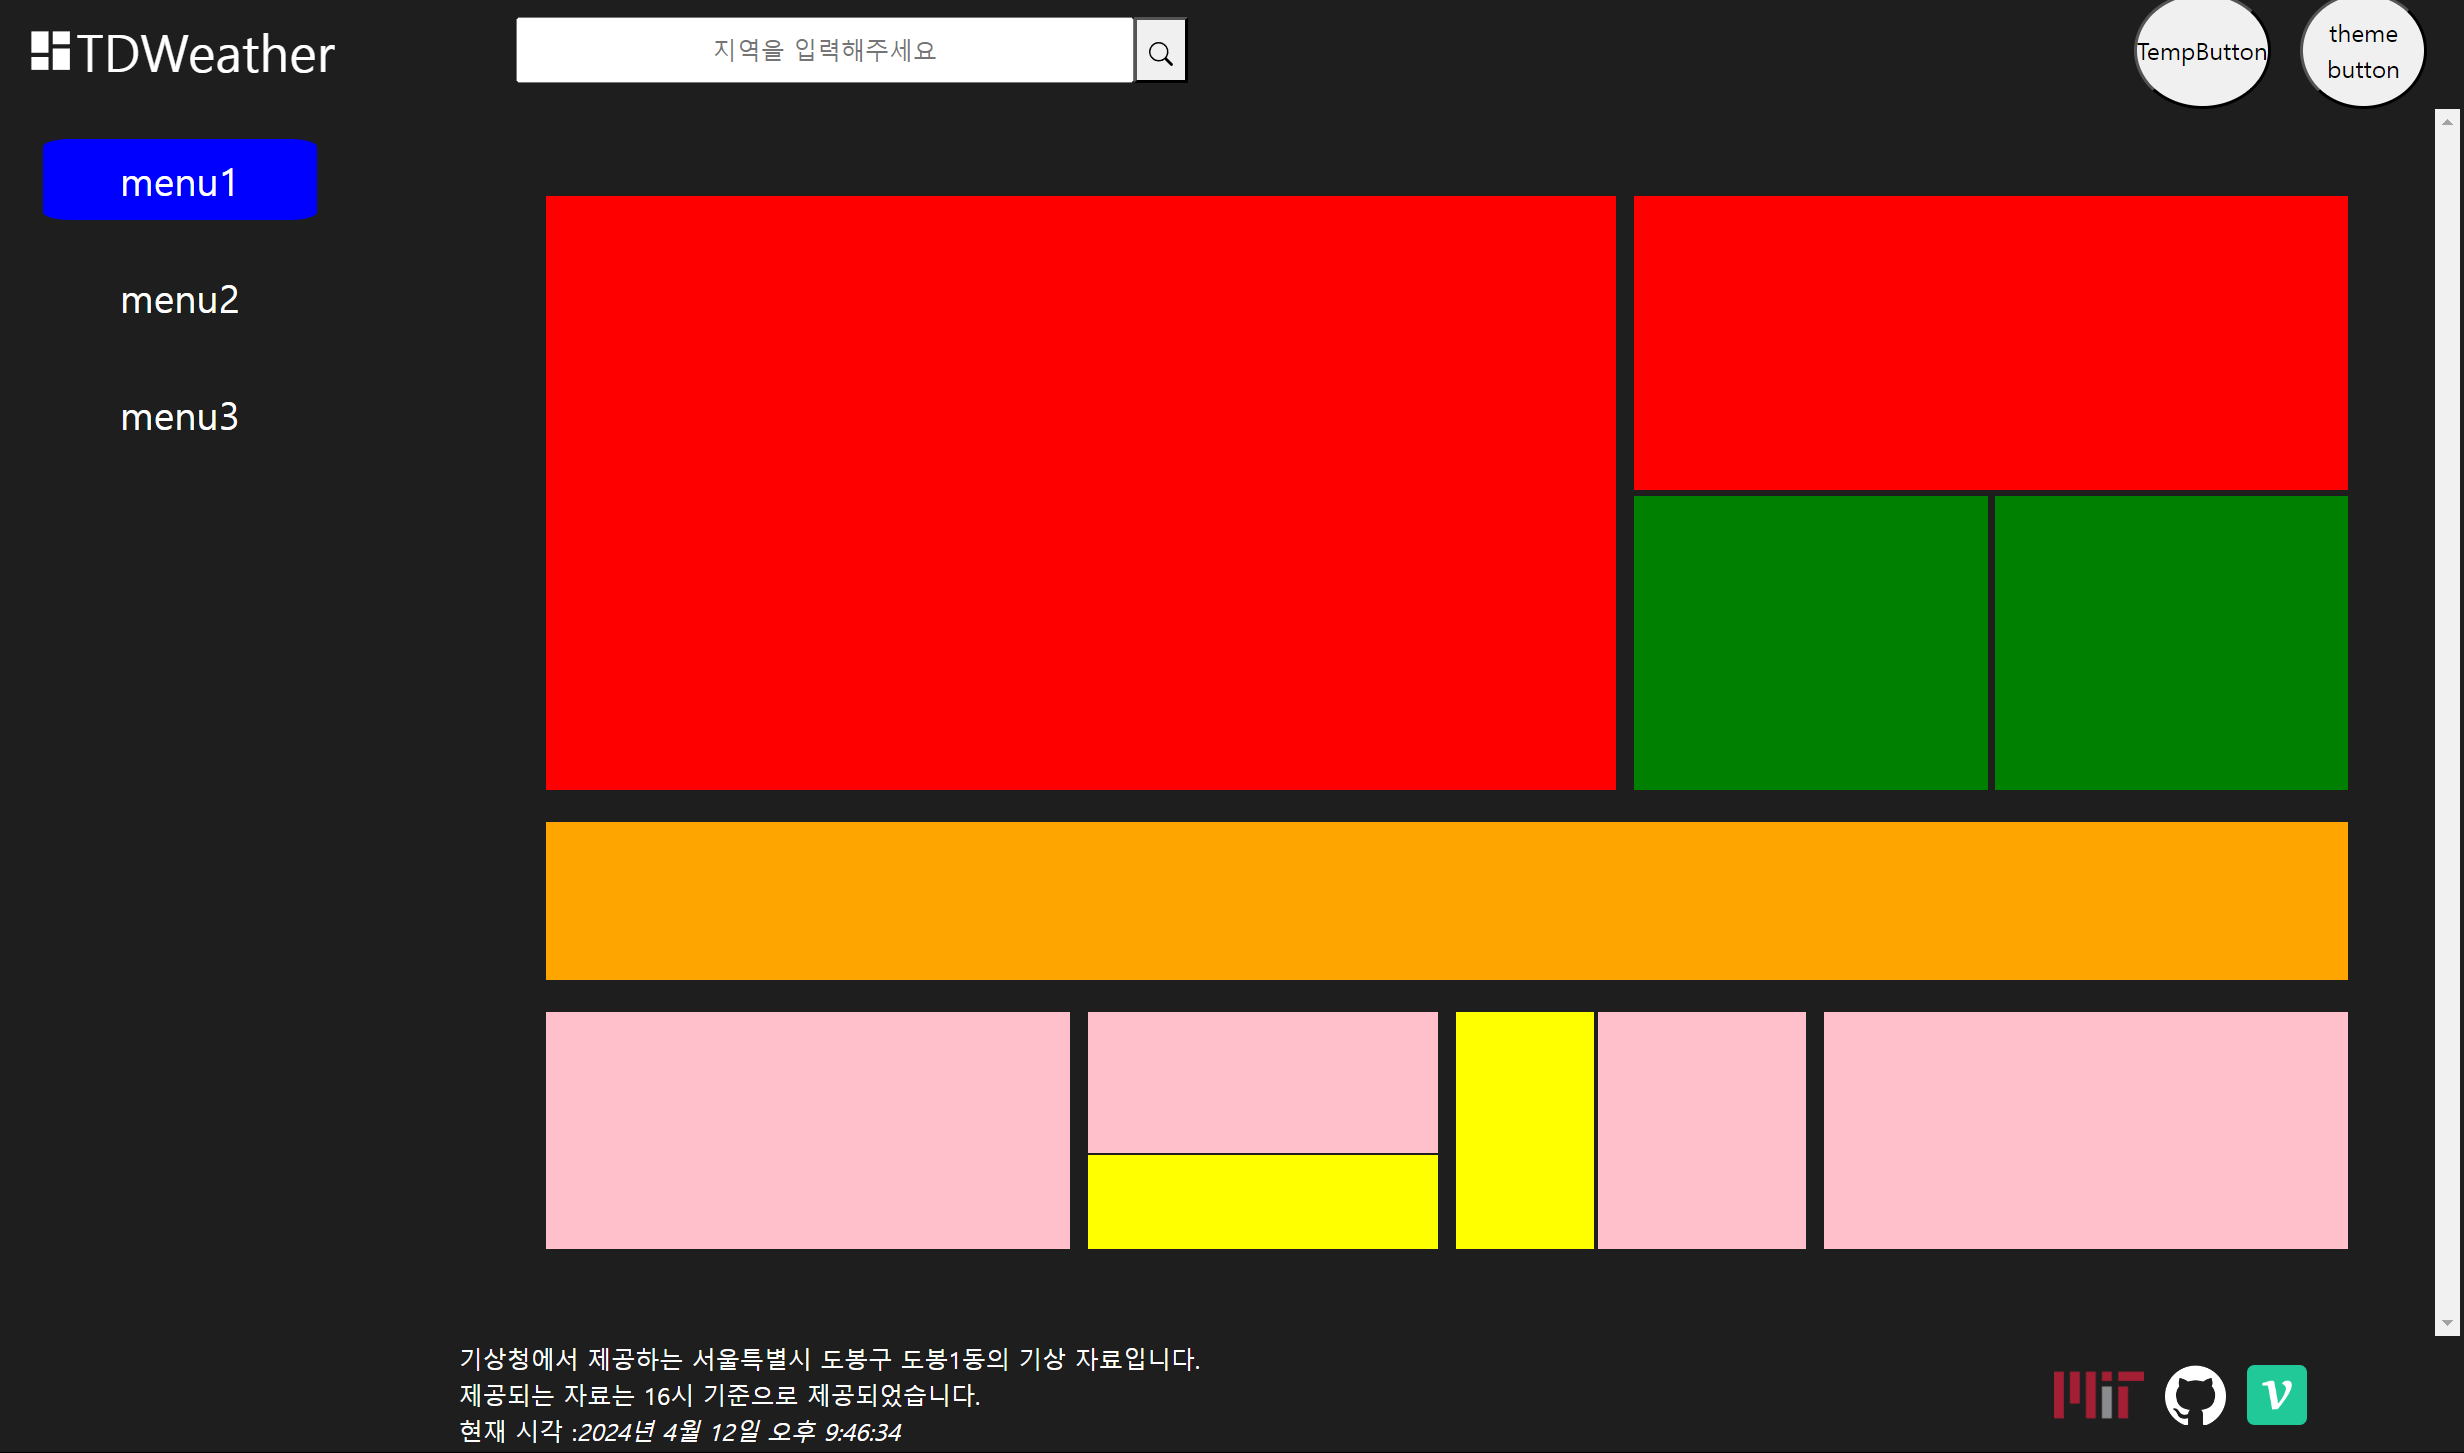 TDWeather
지역을 입력해주세요
TempButton
theme
button
menu1
menu2
menu3
기상청에서 제공하는 서울특별시 도봉구 도봉1동의 기상 자료입니다.
제공되는 자료는 16시 기준으로 제공되었습니다.
현재 시각 :2024년 4월 12일 오후 9:46:34
MiT
v